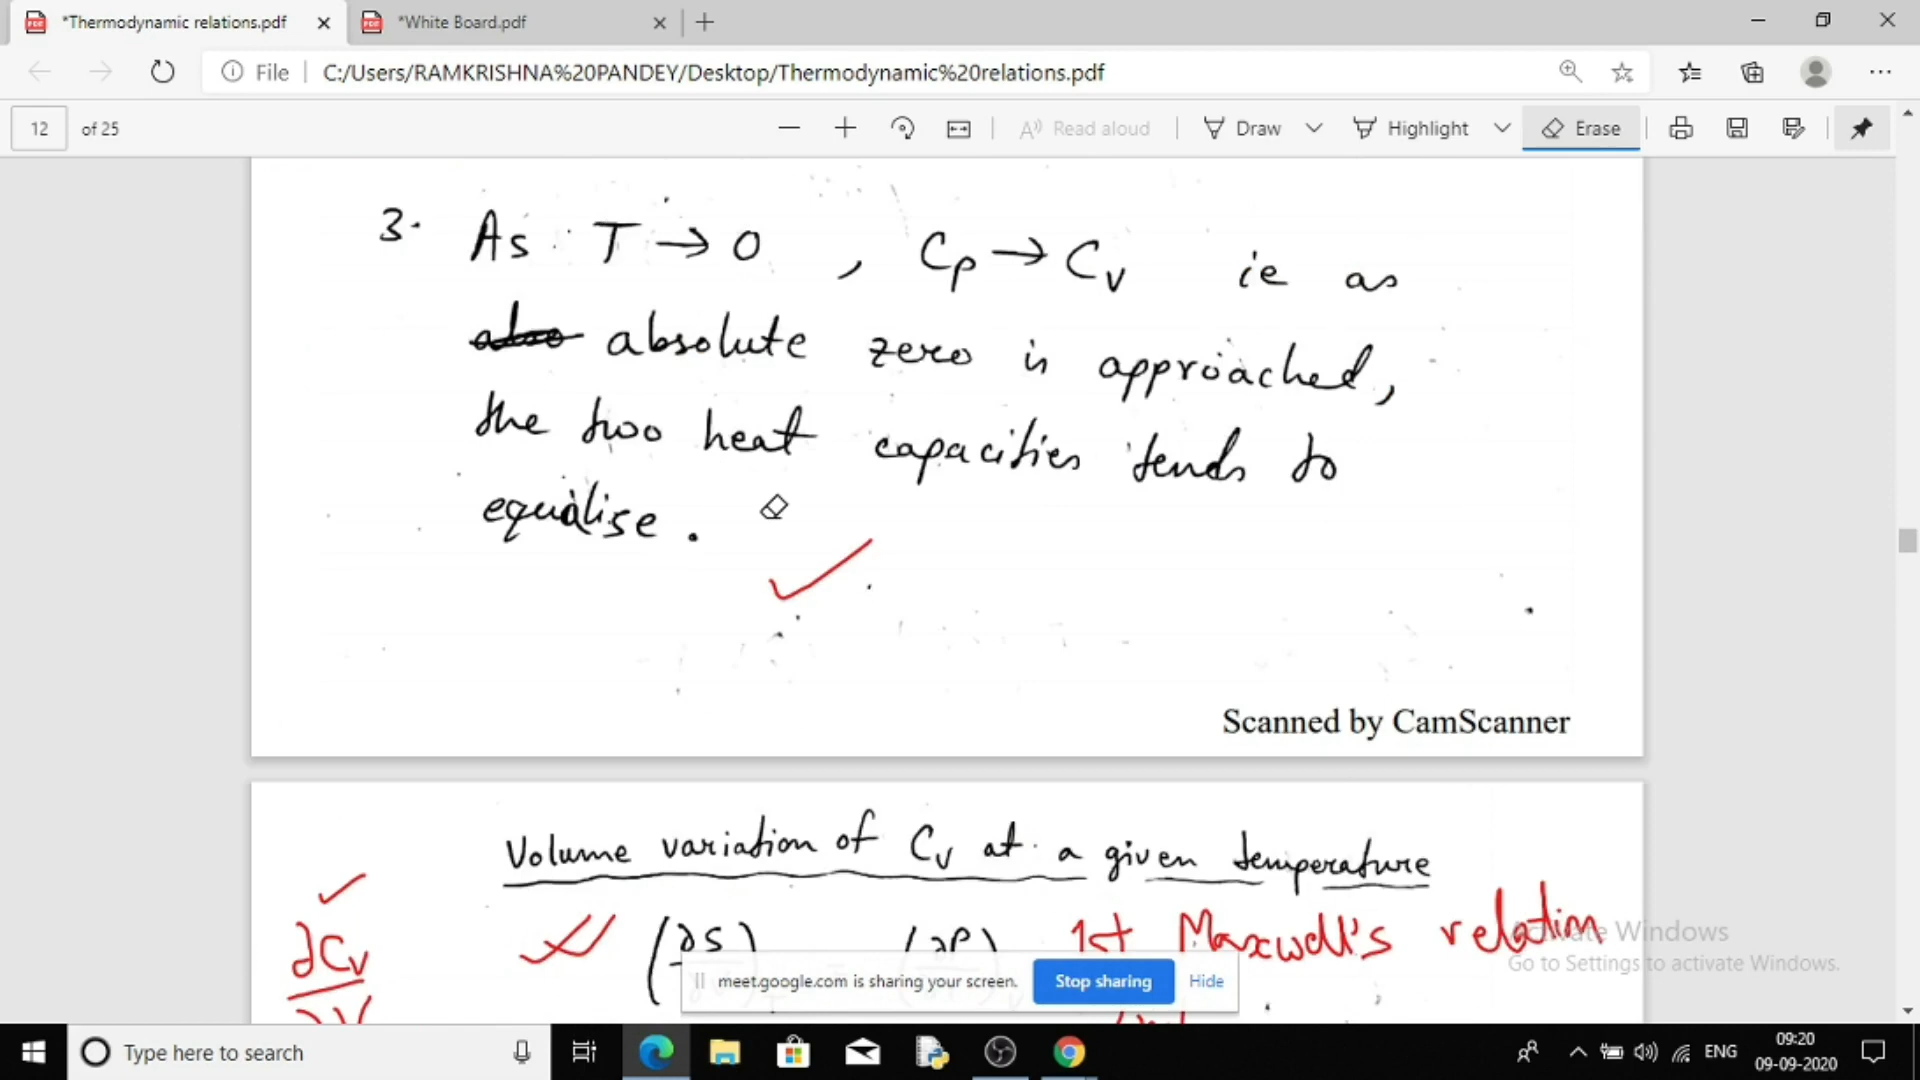 *Thermodynamic relations.pdf
*White Board.pdf
File
C:/Users/RAMKRISHNA%20PANDEY/Desktop/Thermodynamic%20relations.pdf
12 of 25
Read aloud
Draw
Highlight
Erase
3. As T → 0 , Cp → Cv ie as
absolute zero is approached,
the two heat capacities tends to
equalise.
Scanned by CamScanner
Volume variation of Cv at a given temperature
∂Cv
∂V
(∂S) (∂P) 1st Maxwell's relation
Activate Windows
Go to Settings to activate Windows.
meet.google.com is sharing your screen.
Stop sharing
Hide
Type here to search
ENG
09:20
09-09-2020